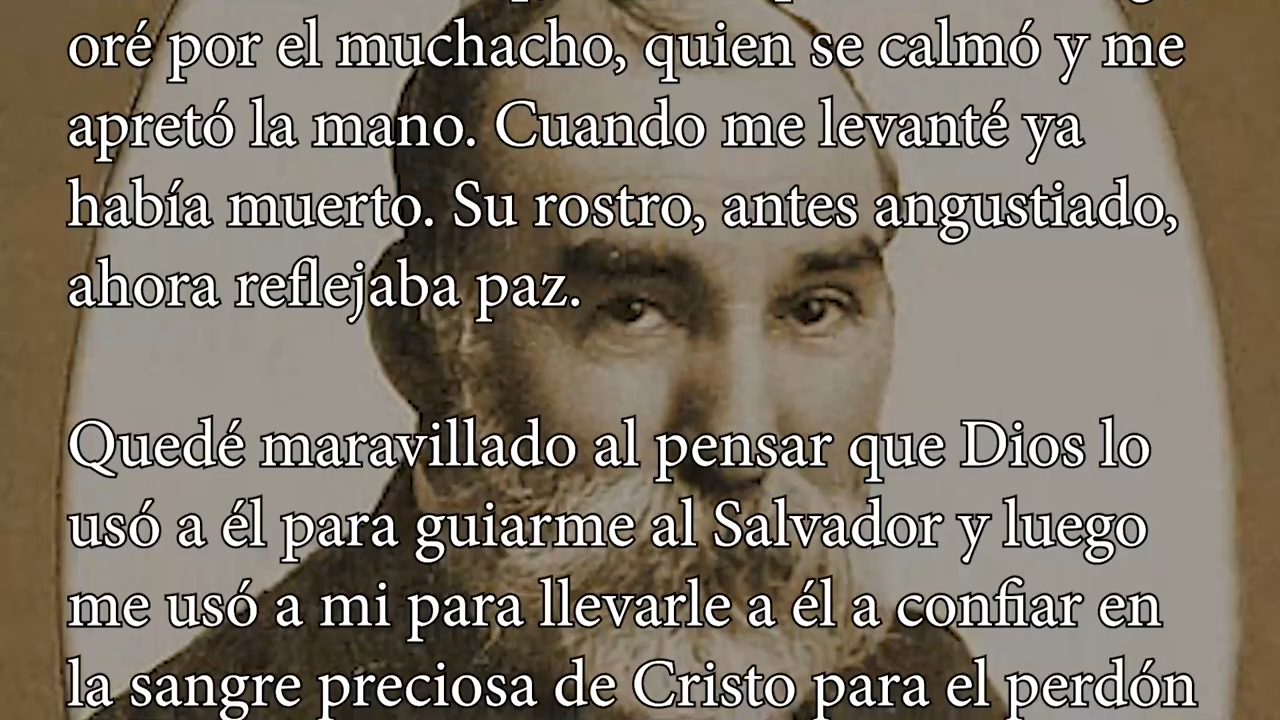 oré por el muchacho, quien se calmó y me
apretó la mano. Cuando me levanté ya
había muerto. Su rostro, antes angustiado,
ahora reflejaba paz.
Quedé maravillado al pensar que Dios lo
usó a él para guiarme al Salvador y luego
me usó a mi para llevarle a él a confiar en
la sangre preciosa de Cristo para el perdón